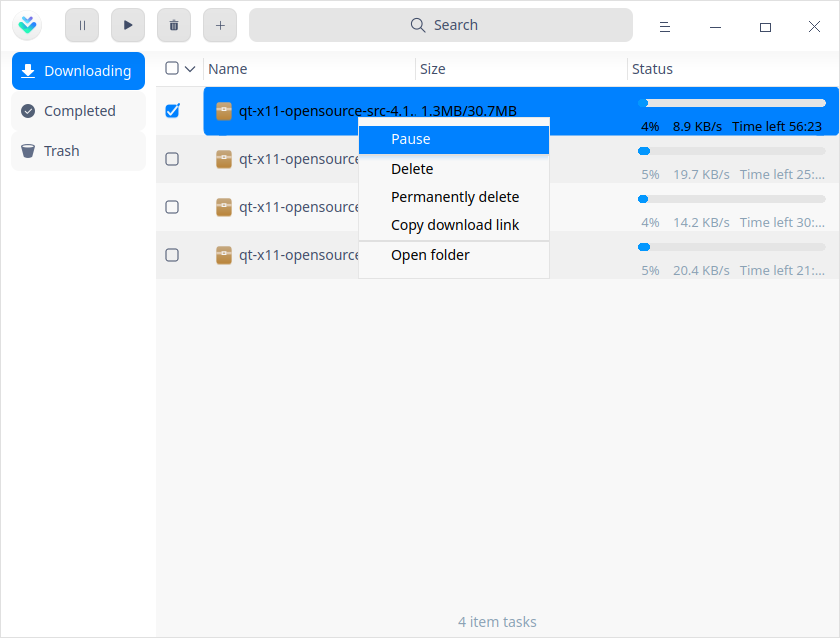 Search
Downloading
Completed
Trash
Name Size Status
qt-x11-opensource-src-4.1.. 1.3MB/30.7MB
4% 8.9 KB/s Time left 56:23
qt-x11-opensource
5% 19.7 KB/s Time left 25:...
qt-x11-opensource
4% 14.2 KB/s Time left 30:...
qt-x11-opensource
5% 20.4 KB/s Time left 21:...
Pause
Delete
Permanently delete
Copy download link
Open folder
4 item tasks